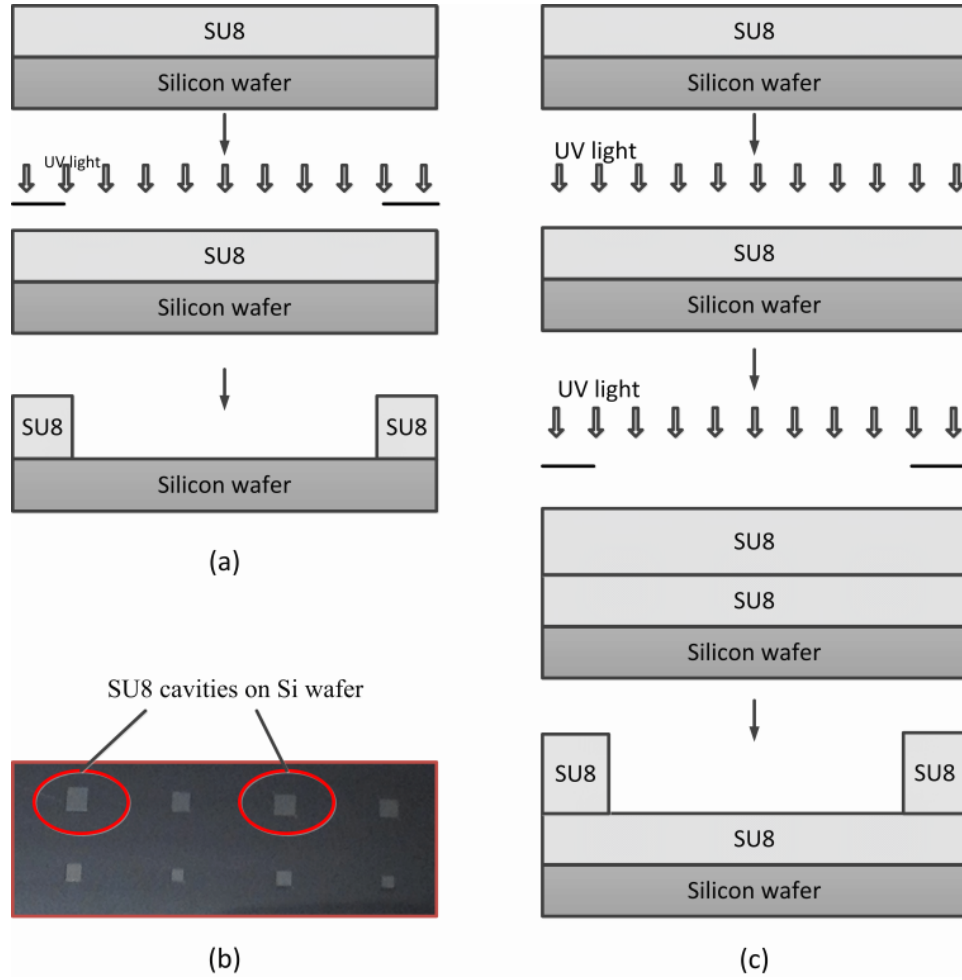 SU8
Silicon wafer
UV light
SU8
Silicon wafer
SU8 SU8
Silicon wafer
(a)
SU8 cavities on Si wafer
(b)
SU8
Silicon wafer
UV light
SU8
Silicon wafer
UV light
SU8
SU8
Silicon wafer
SU8 SU8
SU8
Silicon wafer
(c)